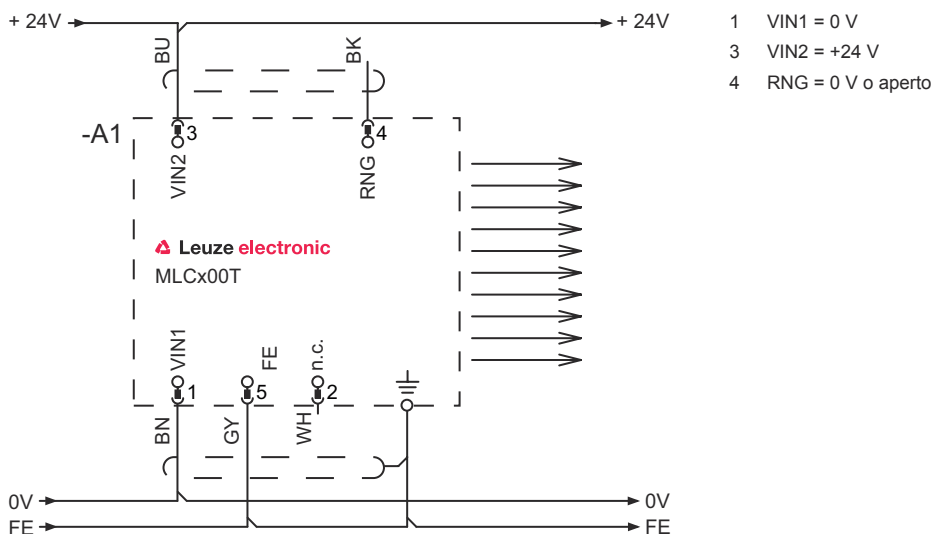 + 24V
+ 24V
1 VIN1 = 0 V
3 VIN2 = +24 V
4 RNG = 0 V o aperto
BU
BK
-A1
3
4
VIN2
RNG
Leuze electronic
MLCx00T
VIN1
FE
n.c.
1
5
2
BN
GY
WH
0V
0V
FE
FE